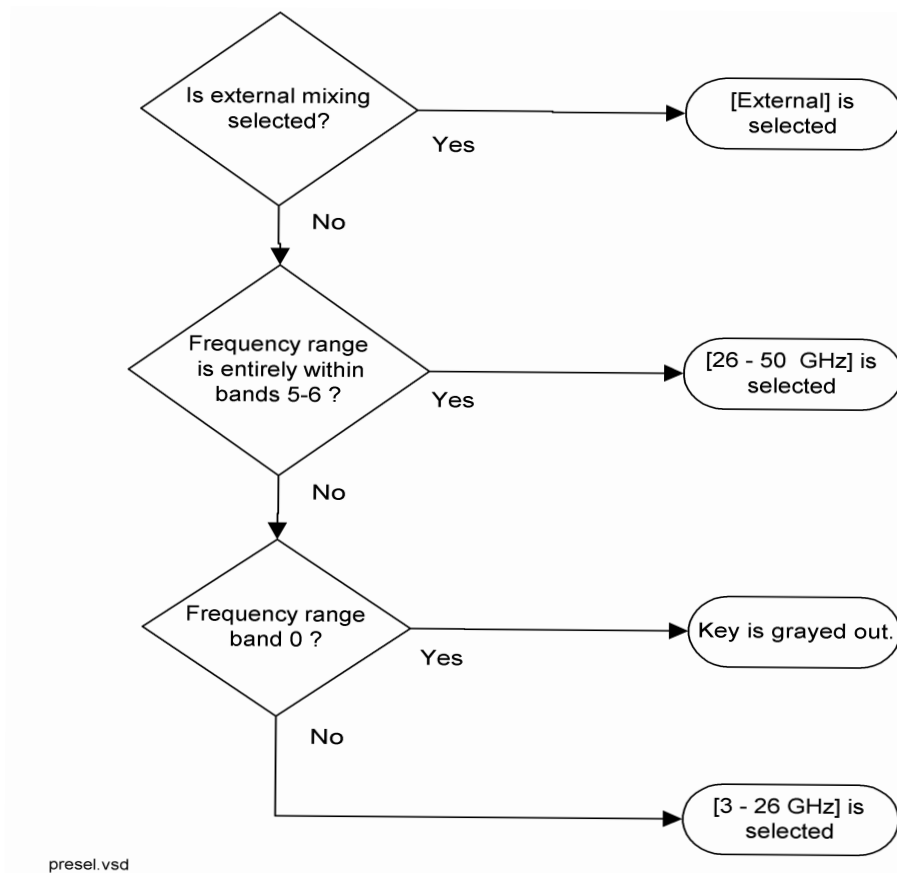 Is external mixing
selected?
Yes
[External] is
selected
No
Frequency range
is entirely within
bands 5-6 ?
Yes
[26 - 50  GHz] is
selected
No
Frequency range
band 0 ?
Yes
Key is grayed out.
No
[3 - 26 GHz] is
selected
presel.vsd